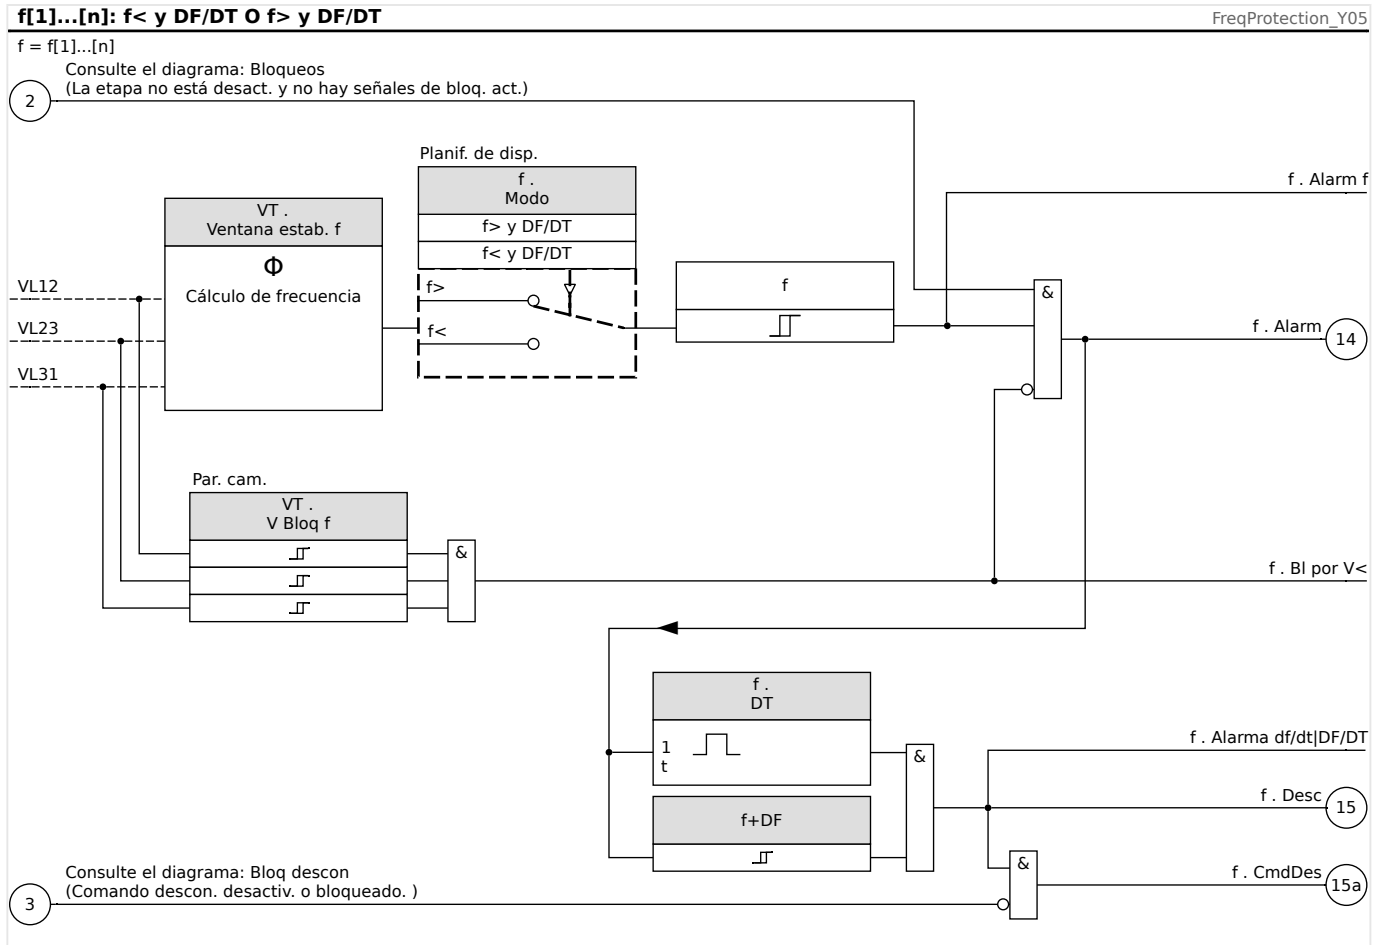 f[1]...[n]: f< y DF/DT O f> y DF/DT
FreqProtection_Y05
f = f[1]...[n]
Consulte el diagrama: Bloqueos
(La etapa no está desact. y no hay señales de bloq. act.)
2
Planif. de disp.
f .
Modo
f> y DF/DT
f< y DF/DT
f>
f<
VT .
Ventana estab. f
Φ
Cálculo de frecuencia
VL12
VL23
VL31
f
&
f . Alarm f
f . Alarm
14
Par. cam.
VT .
V Bloq f
&
f . Bl por V<
f .
DT
1
t
f+DF
&
f . Alarma df/dt|DF/DT
f . Desc
15
&
f . CmdDes
15a
Consulte el diagrama: Bloq descon
(Comando descon. desactiv. o bloqueado. )
3